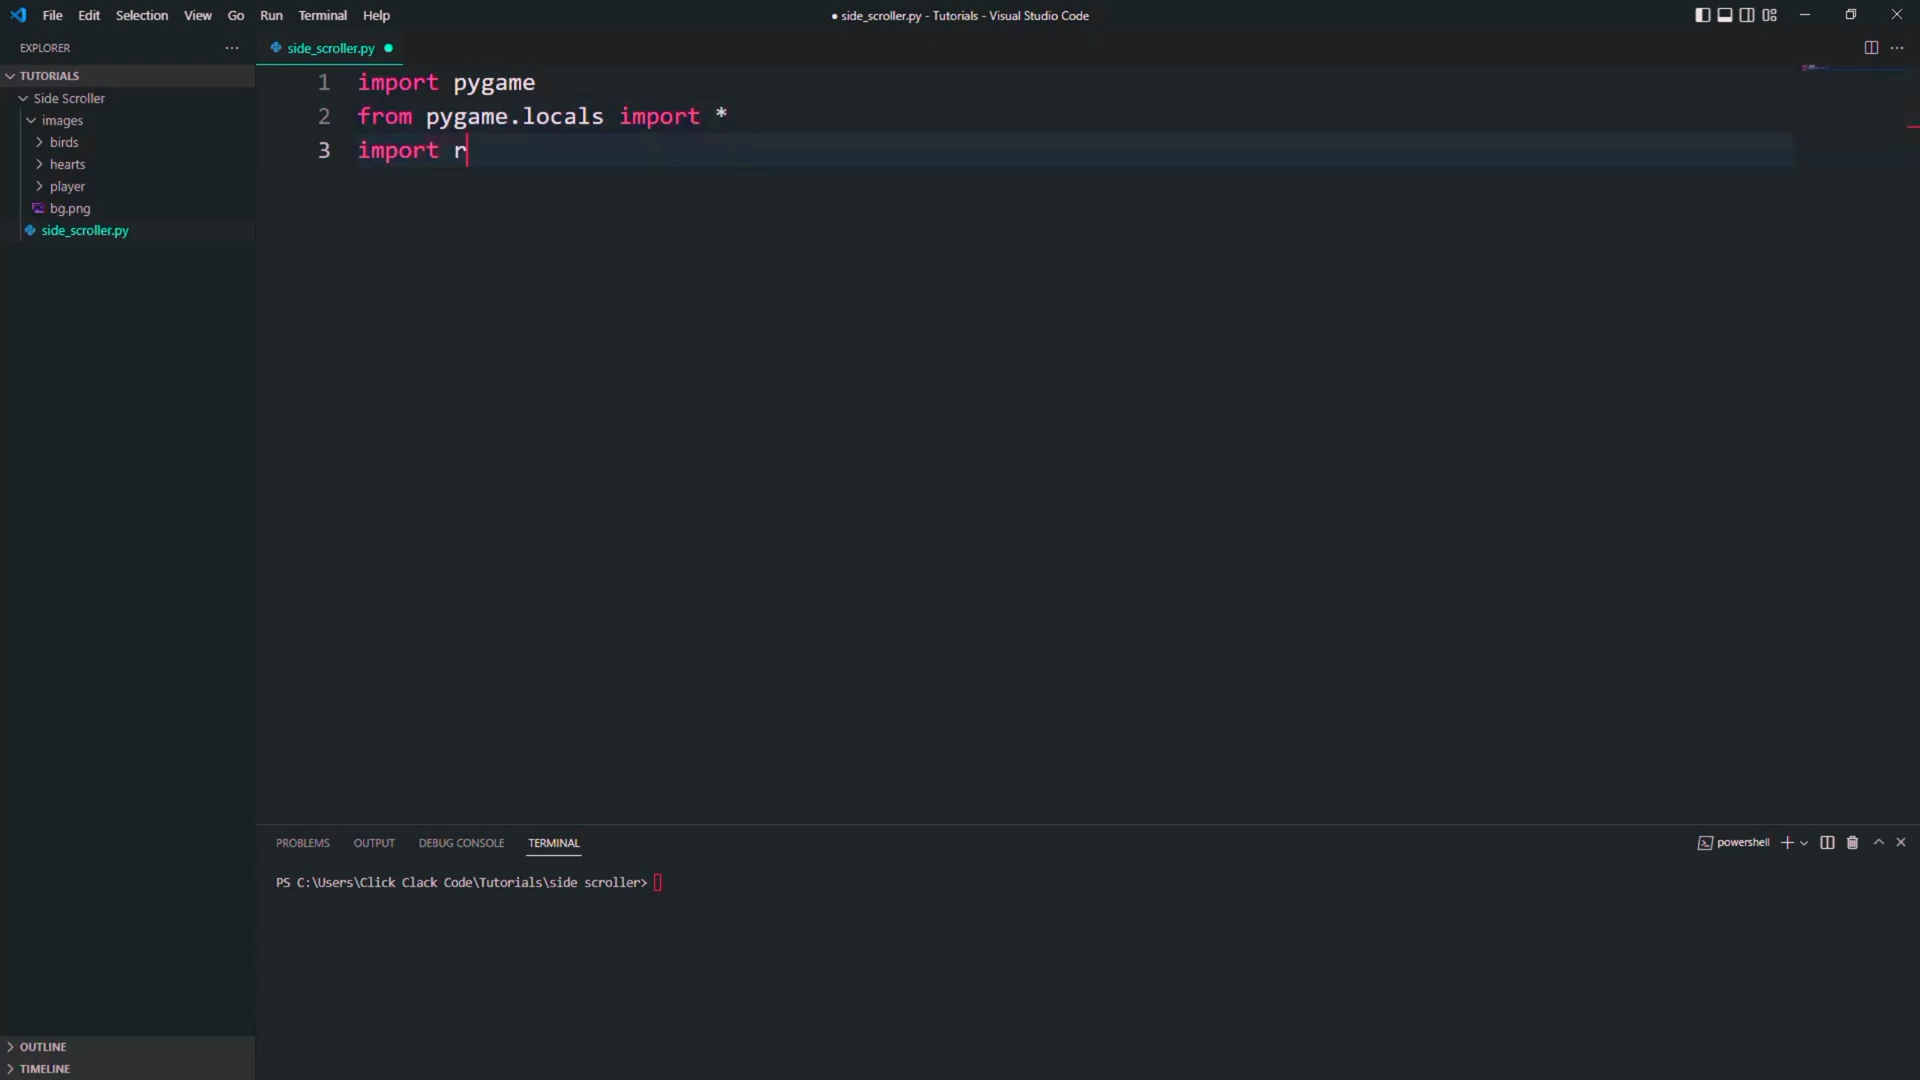 File Edit Selection View Go Run Terminal Help
● side_scroller.py - Tutorials - Visual Studio Code
EXPLORER
TUTORIALS
Side Scroller
images
birds
hearts
player
bg.png
side_scroller.py
OUTLINE
TIMELINE
side_scroller.py
1 import pygame
2 from pygame.locals import *
3 import r
PROBLEMS OUTPUT DEBUG CONSOLE TERMINAL
powershell
PS C:\Users\Click Clack Code\Tutorials\side scroller>